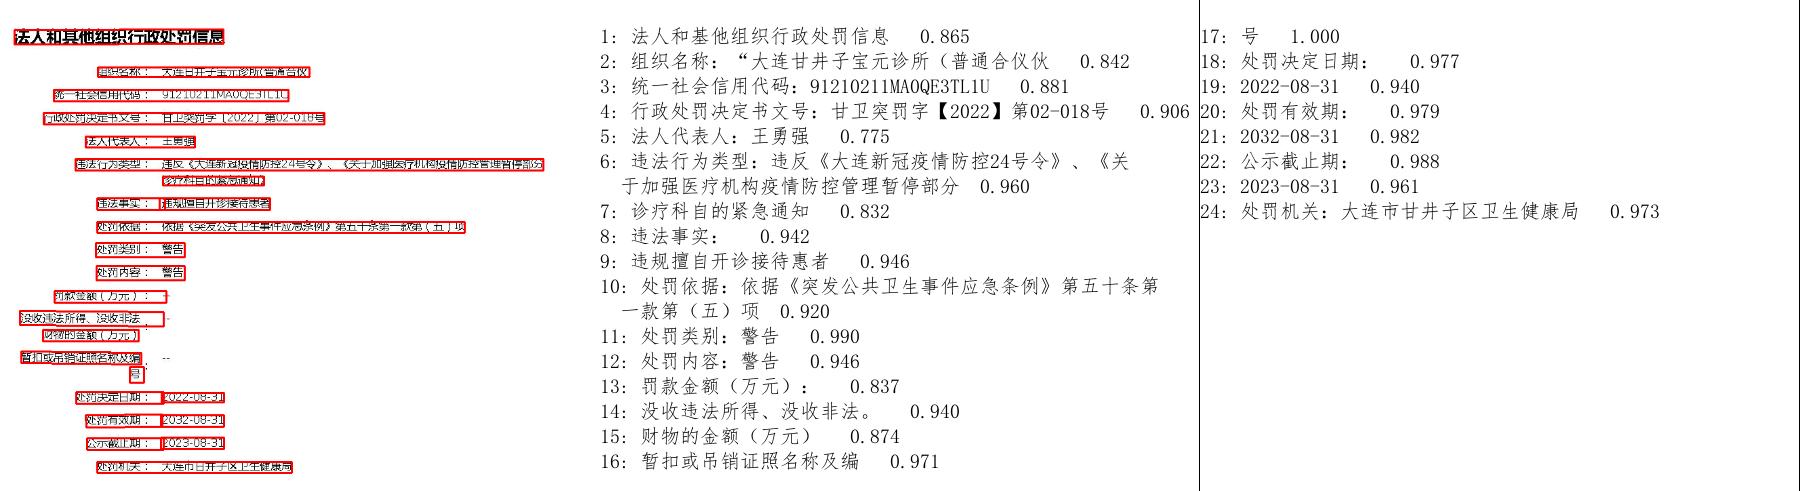 法人和其他组织行政处罚信息
组织名称： 大连甘井子宝元诊所(普通合伙
统一社会信用代码： 91210211MA0QE3TL1U
行政处罚决定书文号： 甘卫突罚字〔2022〕第02-018号
法人代表人： 王勇强
违法行为类型： 违反《大连新冠疫情防控24号令》、《关于加强医疗机构疫情防控管理暂停部分
诊疗科目的紧急通知》
违法事实： 违规擅自开诊接待患者
处罚依据： 依据《突发公共卫生事件应急条例》第五十条第一款第（五）项
处罚类别： 警告
处罚内容： 警告
罚款金额（万元）： --
没收违法所得、没收非法
财物的金额（万元） ： --
暂扣或吊销证照名称及编
号 ： --
处罚决定日期： 2022-08-31
处罚有效期： 2032-08-31
公示截止期： 2023-08-31
处罚机关： 大连市甘井子区卫生健康局
1: 法人和基他组织行政处罚信息 0.865
2: 组织名称：“大连甘井子宝元诊所（普通合仪伙 0.842
3: 统一社会信用代码：91210211MA0QE3TL1U 0.881
4: 行政处罚决定书文号：甘卫突罚字【2022】第02-018号 0.906
5: 法人代表人：王勇强 0.775
6: 违法行为类型：违反《大连新冠疫情防控24号令》、《关
于加强医疗机构疫情防控管理暂停部分 0.960
7: 诊疗科自的紧急通知 0.832
8: 违法事实： 0.942
9: 违规擅自开诊接待惠者 0.946
10: 处罚依据：依据《突发公共卫生事件应急条例》第五十条第
一款第（五）项 0.920
11: 处罚类别：警告 0.990
12: 处罚内容：警告 0.946
13: 罚款金额（万元）： 0.837
14: 没收违法所得、没收非法。 0.940
15: 财物的金额（万元） 0.874
16: 暂扣或吊销证照名称及编 0.971
17: 号 1.000
18: 处罚决定日期： 0.977
19: 2022-08-31 0.940
20: 处罚有效期： 0.979
21: 2032-08-31 0.982
22: 公示截止期： 0.988
23: 2023-08-31 0.961
24: 处罚机关：大连市甘井子区卫生健康局 0.973